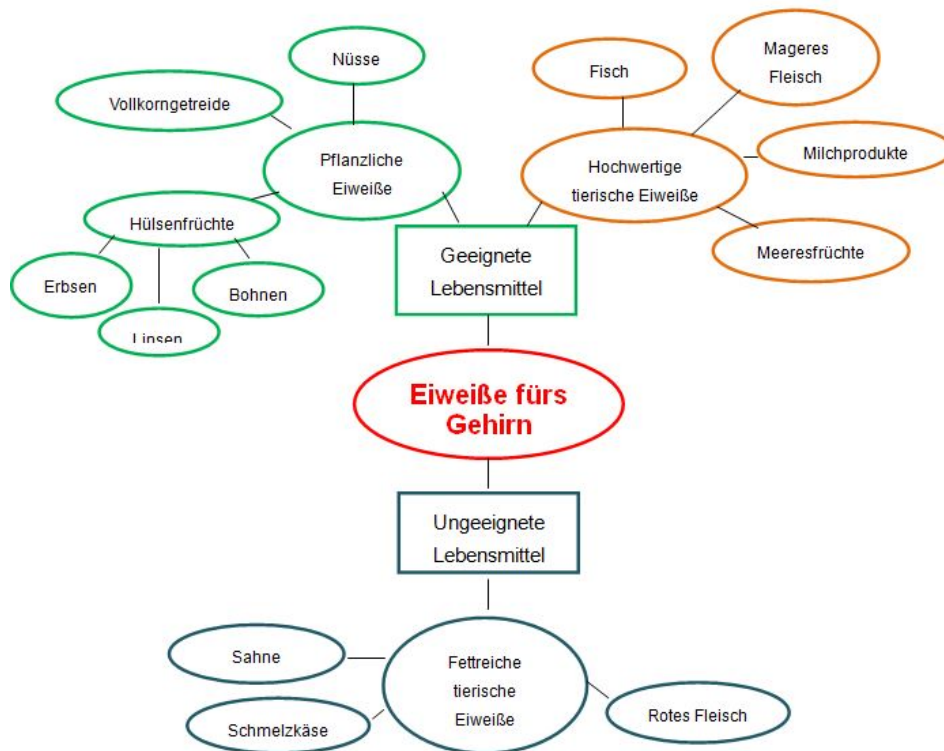 Nüsse
Vollkorngetreide
Pflanzliche
Eiweiße
Hülsenfrüchte
Erbsen
Linsen
Bohnen
Fisch
Mageres
Fleisch
Hochwertige
tierische Eiweiße
Milchprodukte
Meeresfrüchte
Geeignete
Lebensmittel
Eiweiße fürs
Gehirn
Ungeeignete
Lebensmittel
Fettreiche
tierische
Eiweiße
Sahne
Schmelzkäse
Rotes Fleisch